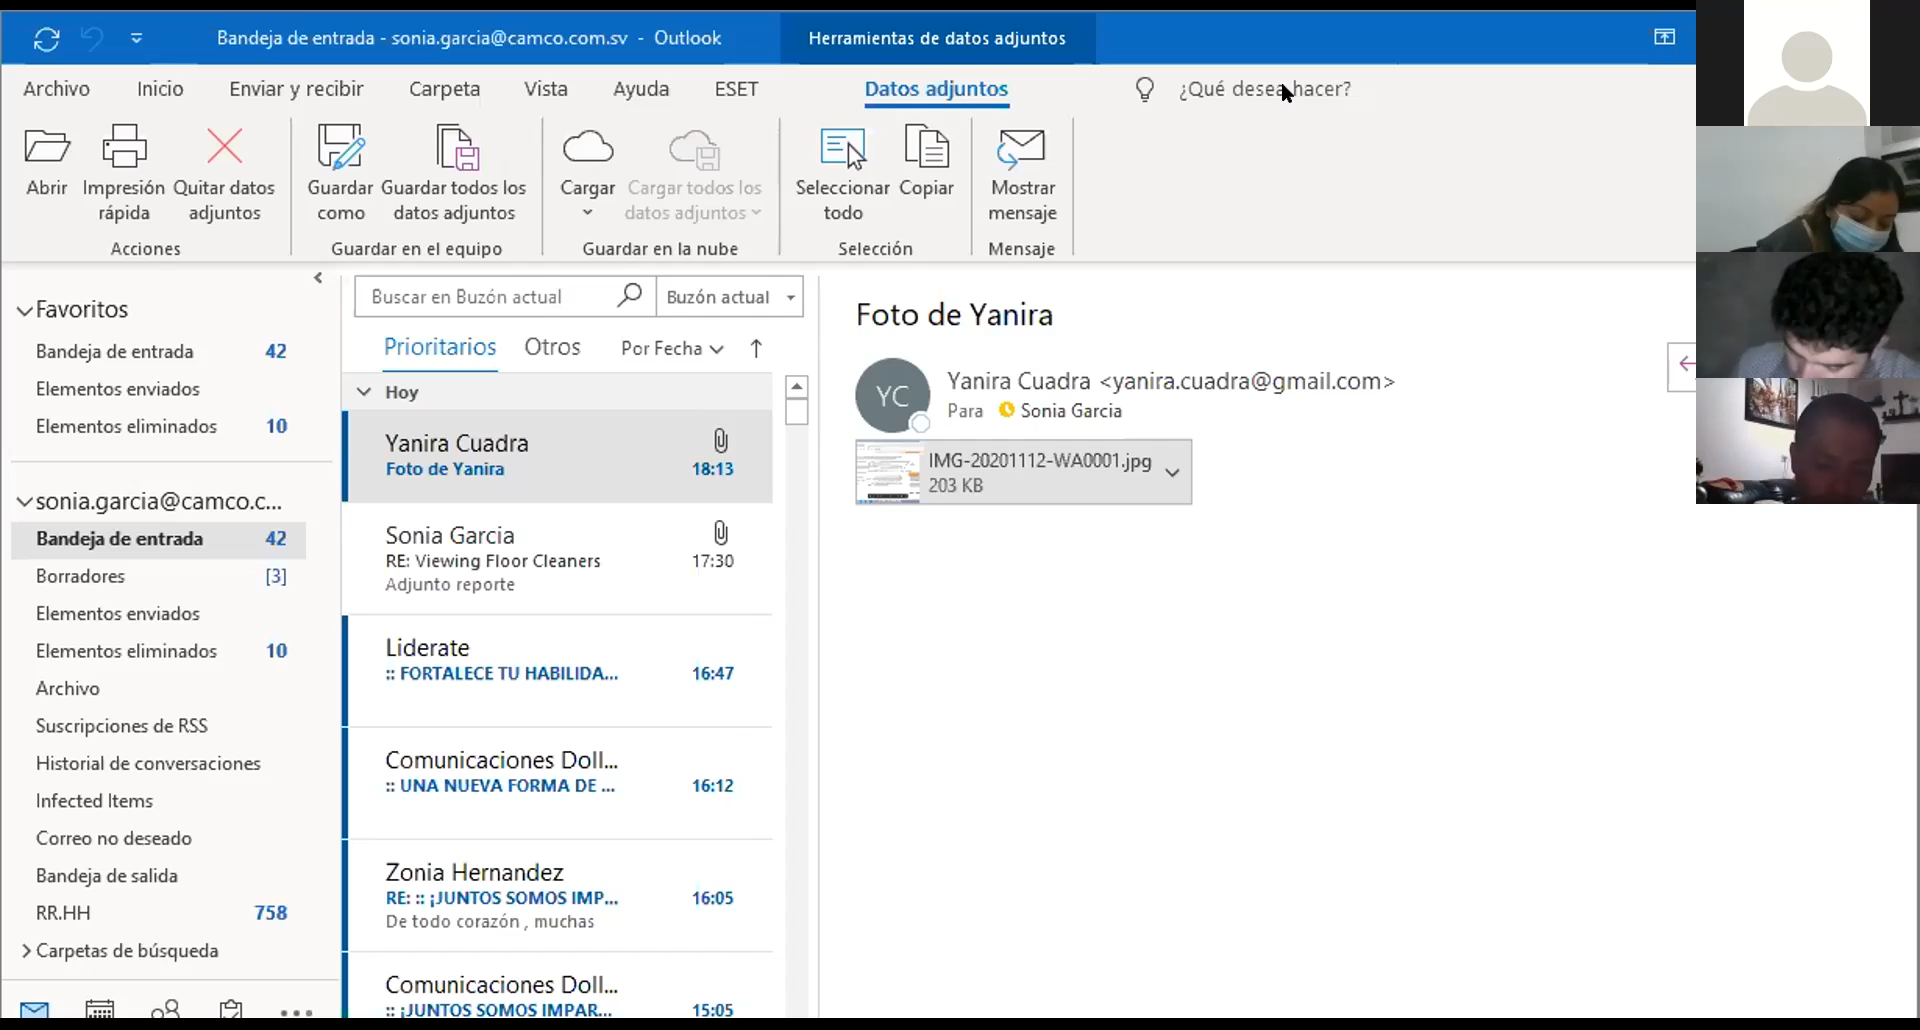 Bandeja de entrada - sonia.garcia@camco.com.sv - Outlook
Herramientas de datos adjuntos
Archivo Inicio Enviar y recibir Carpeta Vista Ayuda ESET Datos adjuntos ¿Qué desea hacer?
Abrir
Impresión rápida
Quitar datos adjuntos
Acciones
Guardar como
Guardar todos los datos adjuntos
Guardar en el equipo
Cargar
Cargar todos los datos adjuntos
Guardar en la nube
Seleccionar todo
Copiar
Selección
Mostrar mensaje
Mensaje
Favoritos
Bandeja de entrada 42
Elementos enviados
Elementos eliminados 10
sonia.garcia@camco.c...
Bandeja de entrada 42
Borradores [3]
Elementos enviados
Elementos eliminados 10
Archivo
Suscripciones de RSS
Historial de conversaciones
Infected Items
Correo no deseado
Bandeja de salida
RR.HH 758
Carpetas de búsqueda
Buscar en Buzón actual Buzón actual
Prioritarios Otros Por Fecha
Hoy
Yanira Cuadra
Foto de Yanira 18:13
Sonia Garcia
RE: Viewing Floor Cleaners 17:30
Adjunto reporte
Liderate
:: FORTALECE TU HABILIDA... 16:47
Comunicaciones Doll...
:: UNA NUEVA FORMA DE ... 16:12
Zonia Hernandez
RE: :: ¡JUNTOS SOMOS IMP... 16:05
De todo corazón , muchas
Comunicaciones Doll...
:: ¡JUNTOS SOMOS IMPAR... 15:05
Foto de Yanira
YC
Yanira Cuadra <yanira.cuadra@gmail.com>
Para Sonia Garcia
IMG-20201112-WA0001.jpg
203 KB